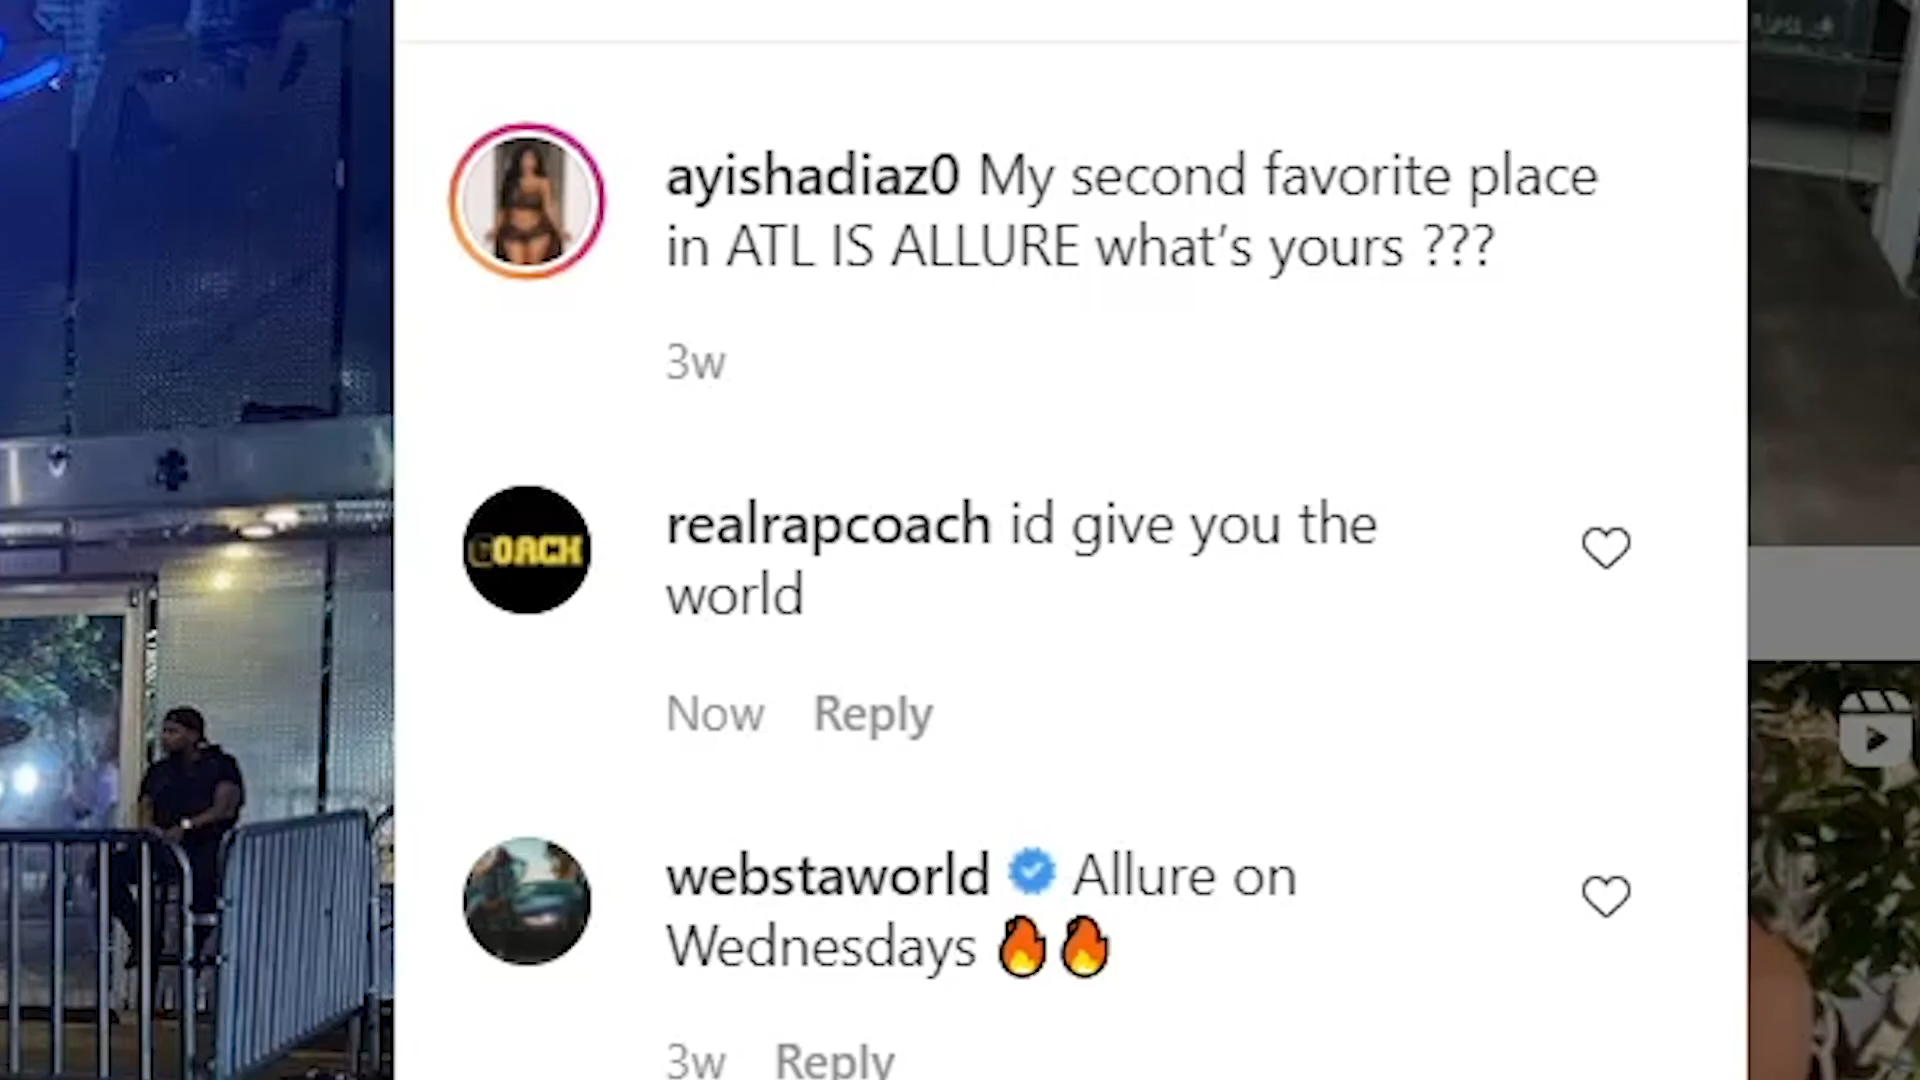 ayishadiaz0 My second favorite place
in ATL IS ALLURE what's yours ???
3w
COACH
realrapcoach id give you the
world
Now Reply
webstaworld Allure on
Wednesdays 🔥🔥
3w Reply